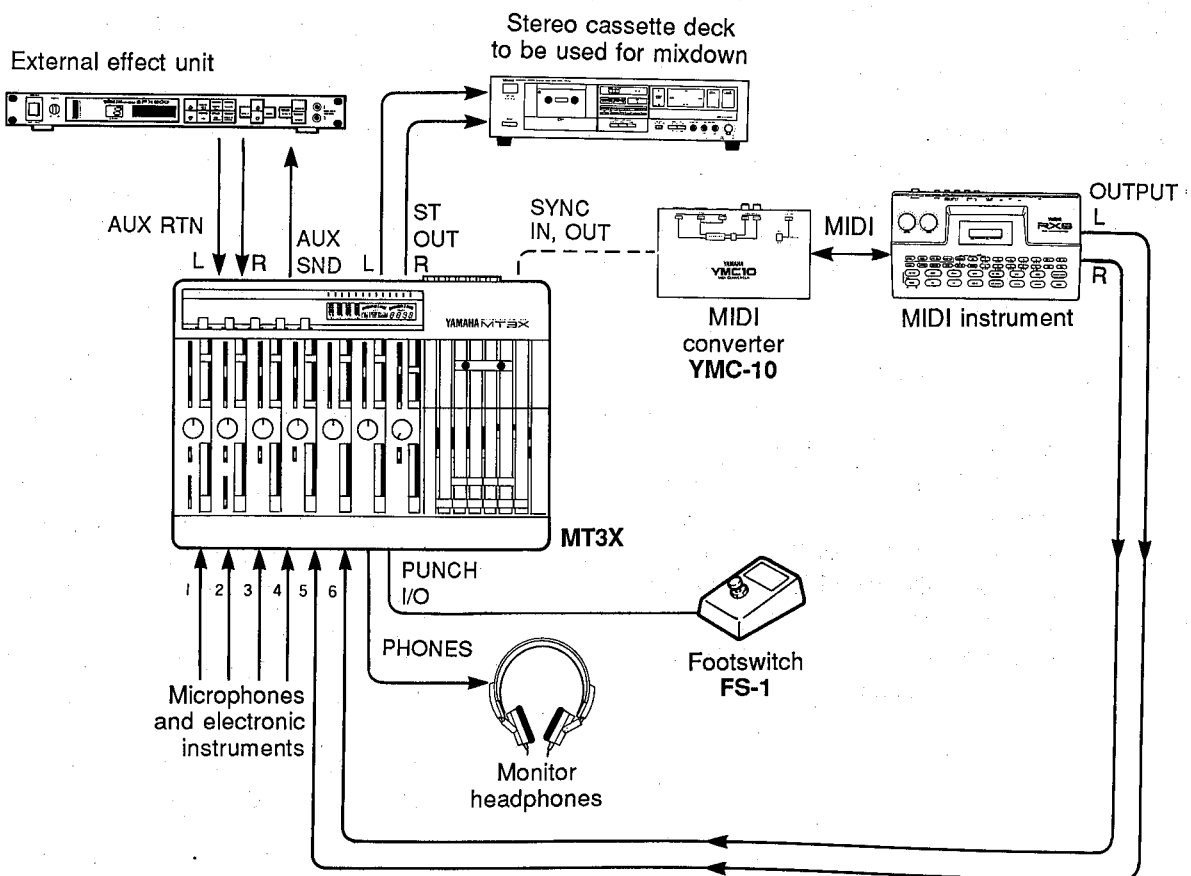 Stereo cassette deck
to be used for mixdown
External effect unit
AUX RTN
L
R
AUX
SND
ST
OUT
L
R
SYNC
IN, OUT
YAMAHA
YMC10
MIDI
RX8
OUTPUT
L
R
MIDI
converter
YMC-10
MIDI instrument
YAMAHA MT3X
MT3X
1 2 3 4 5 6
PUNCH
I/O
PHONES
Microphones
and electronic
instruments
Footswitch
FS-1
Monitor
headphones